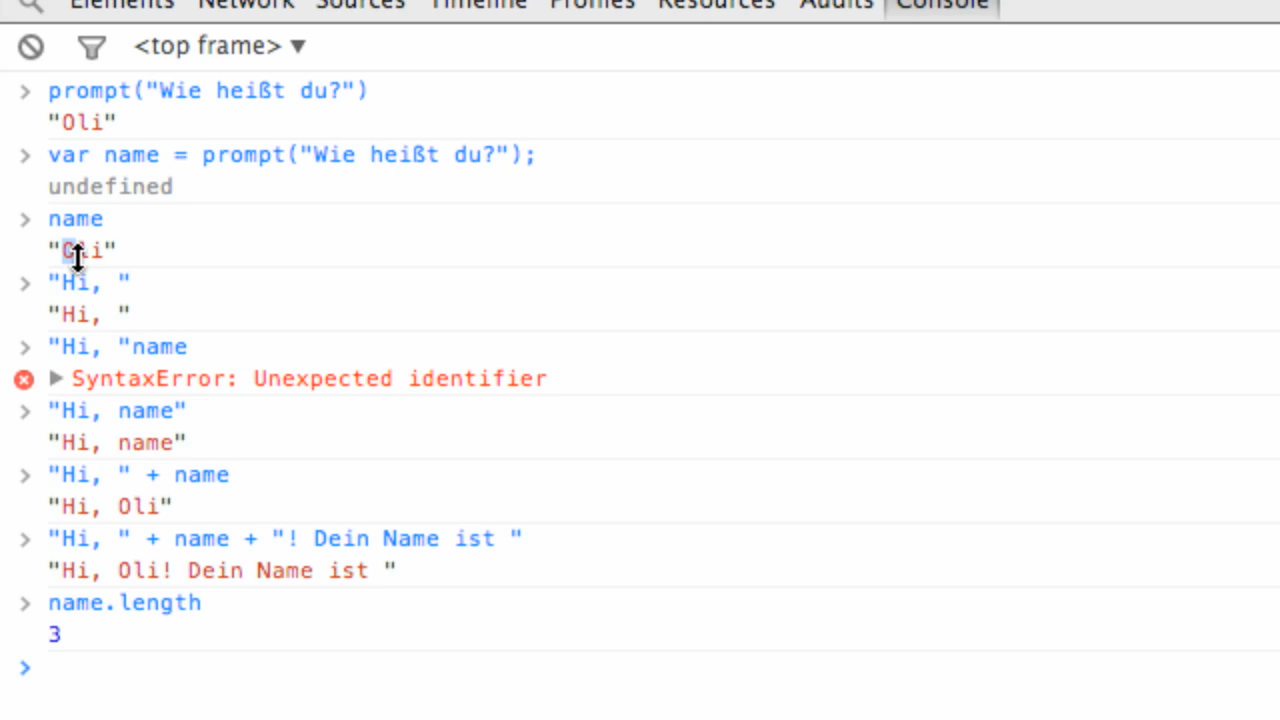 Elements Network Sources Timeline Profiles Resources Audits Console
<top frame>
prompt("Wie heißt du?")
"Oli"
var name = prompt("Wie heißt du?");
undefined
name
"Oli"
"Hi, "
"Hi, "
"Hi, "name
SyntaxError: Unexpected identifier
"Hi, name"
"Hi, name"
"Hi, " + name
"Hi, Oli"
"Hi, " + name + "! Dein Name ist "
"Hi, Oli! Dein Name ist "
name.length
3